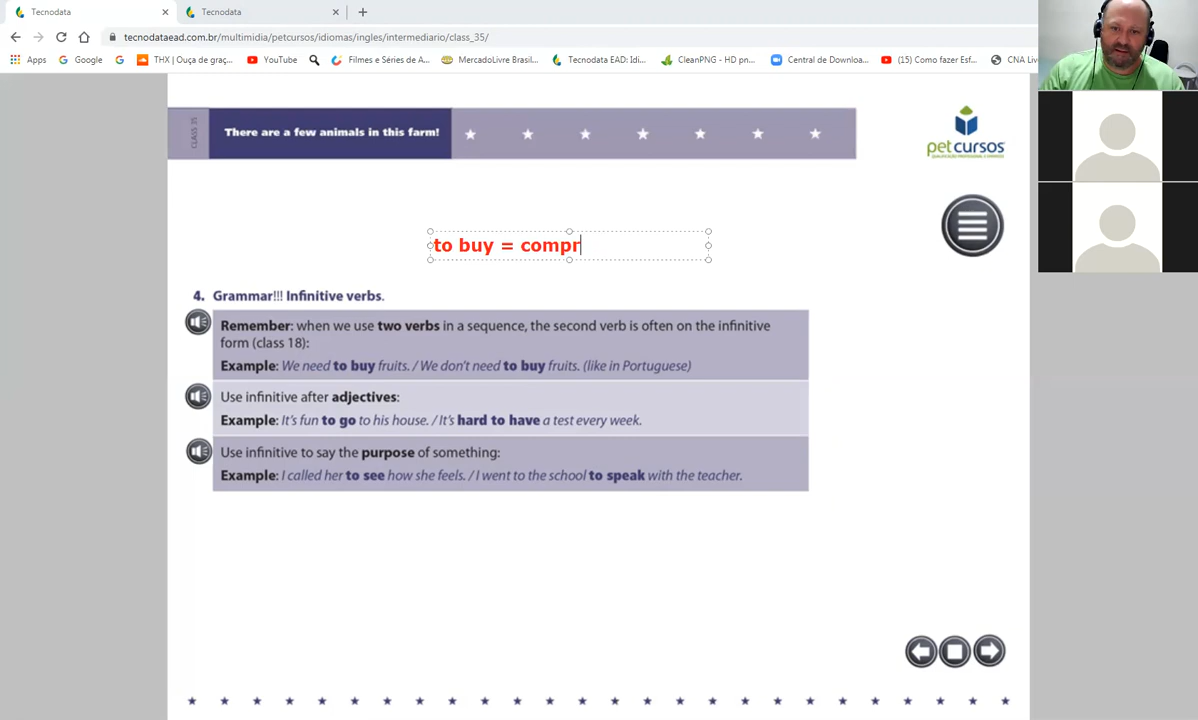 Tecnodata
Tecnodata
tecnodataead.com.br/multimidia/petcursos/idiomas/ingles/intermediario/class_35/
Apps
Google
THX | Ouça de graç...
YouTube
Filmes e Séries de A...
MercadoLivre Brasil...
Tecnodata EAD: Idi...
CleanPNG - HD pn...
Central de Downloa...
(15) Como fazer Esf...
CNA Liv
CLASS 35
There are a few animals in this farm!
petcursos
QUALIFICAÇÃO PROFISSIONAL E IDIOMAS
to buy = compr
4. Grammar!!! Infinitive verbs.
Remember: when we use two verbs in a sequence, the second verb is often on the infinitive
form (class 18):
Example: We need to buy fruits. / We don't need to buy fruits. (like in Portuguese)
Use infinitive after adjectives:
Example: It's fun to go to his house. / It's hard to have a test every week.
Use infinitive to say the purpose of something:
Example: I called her to see how she feels. / I went to the school to speak with the teacher.